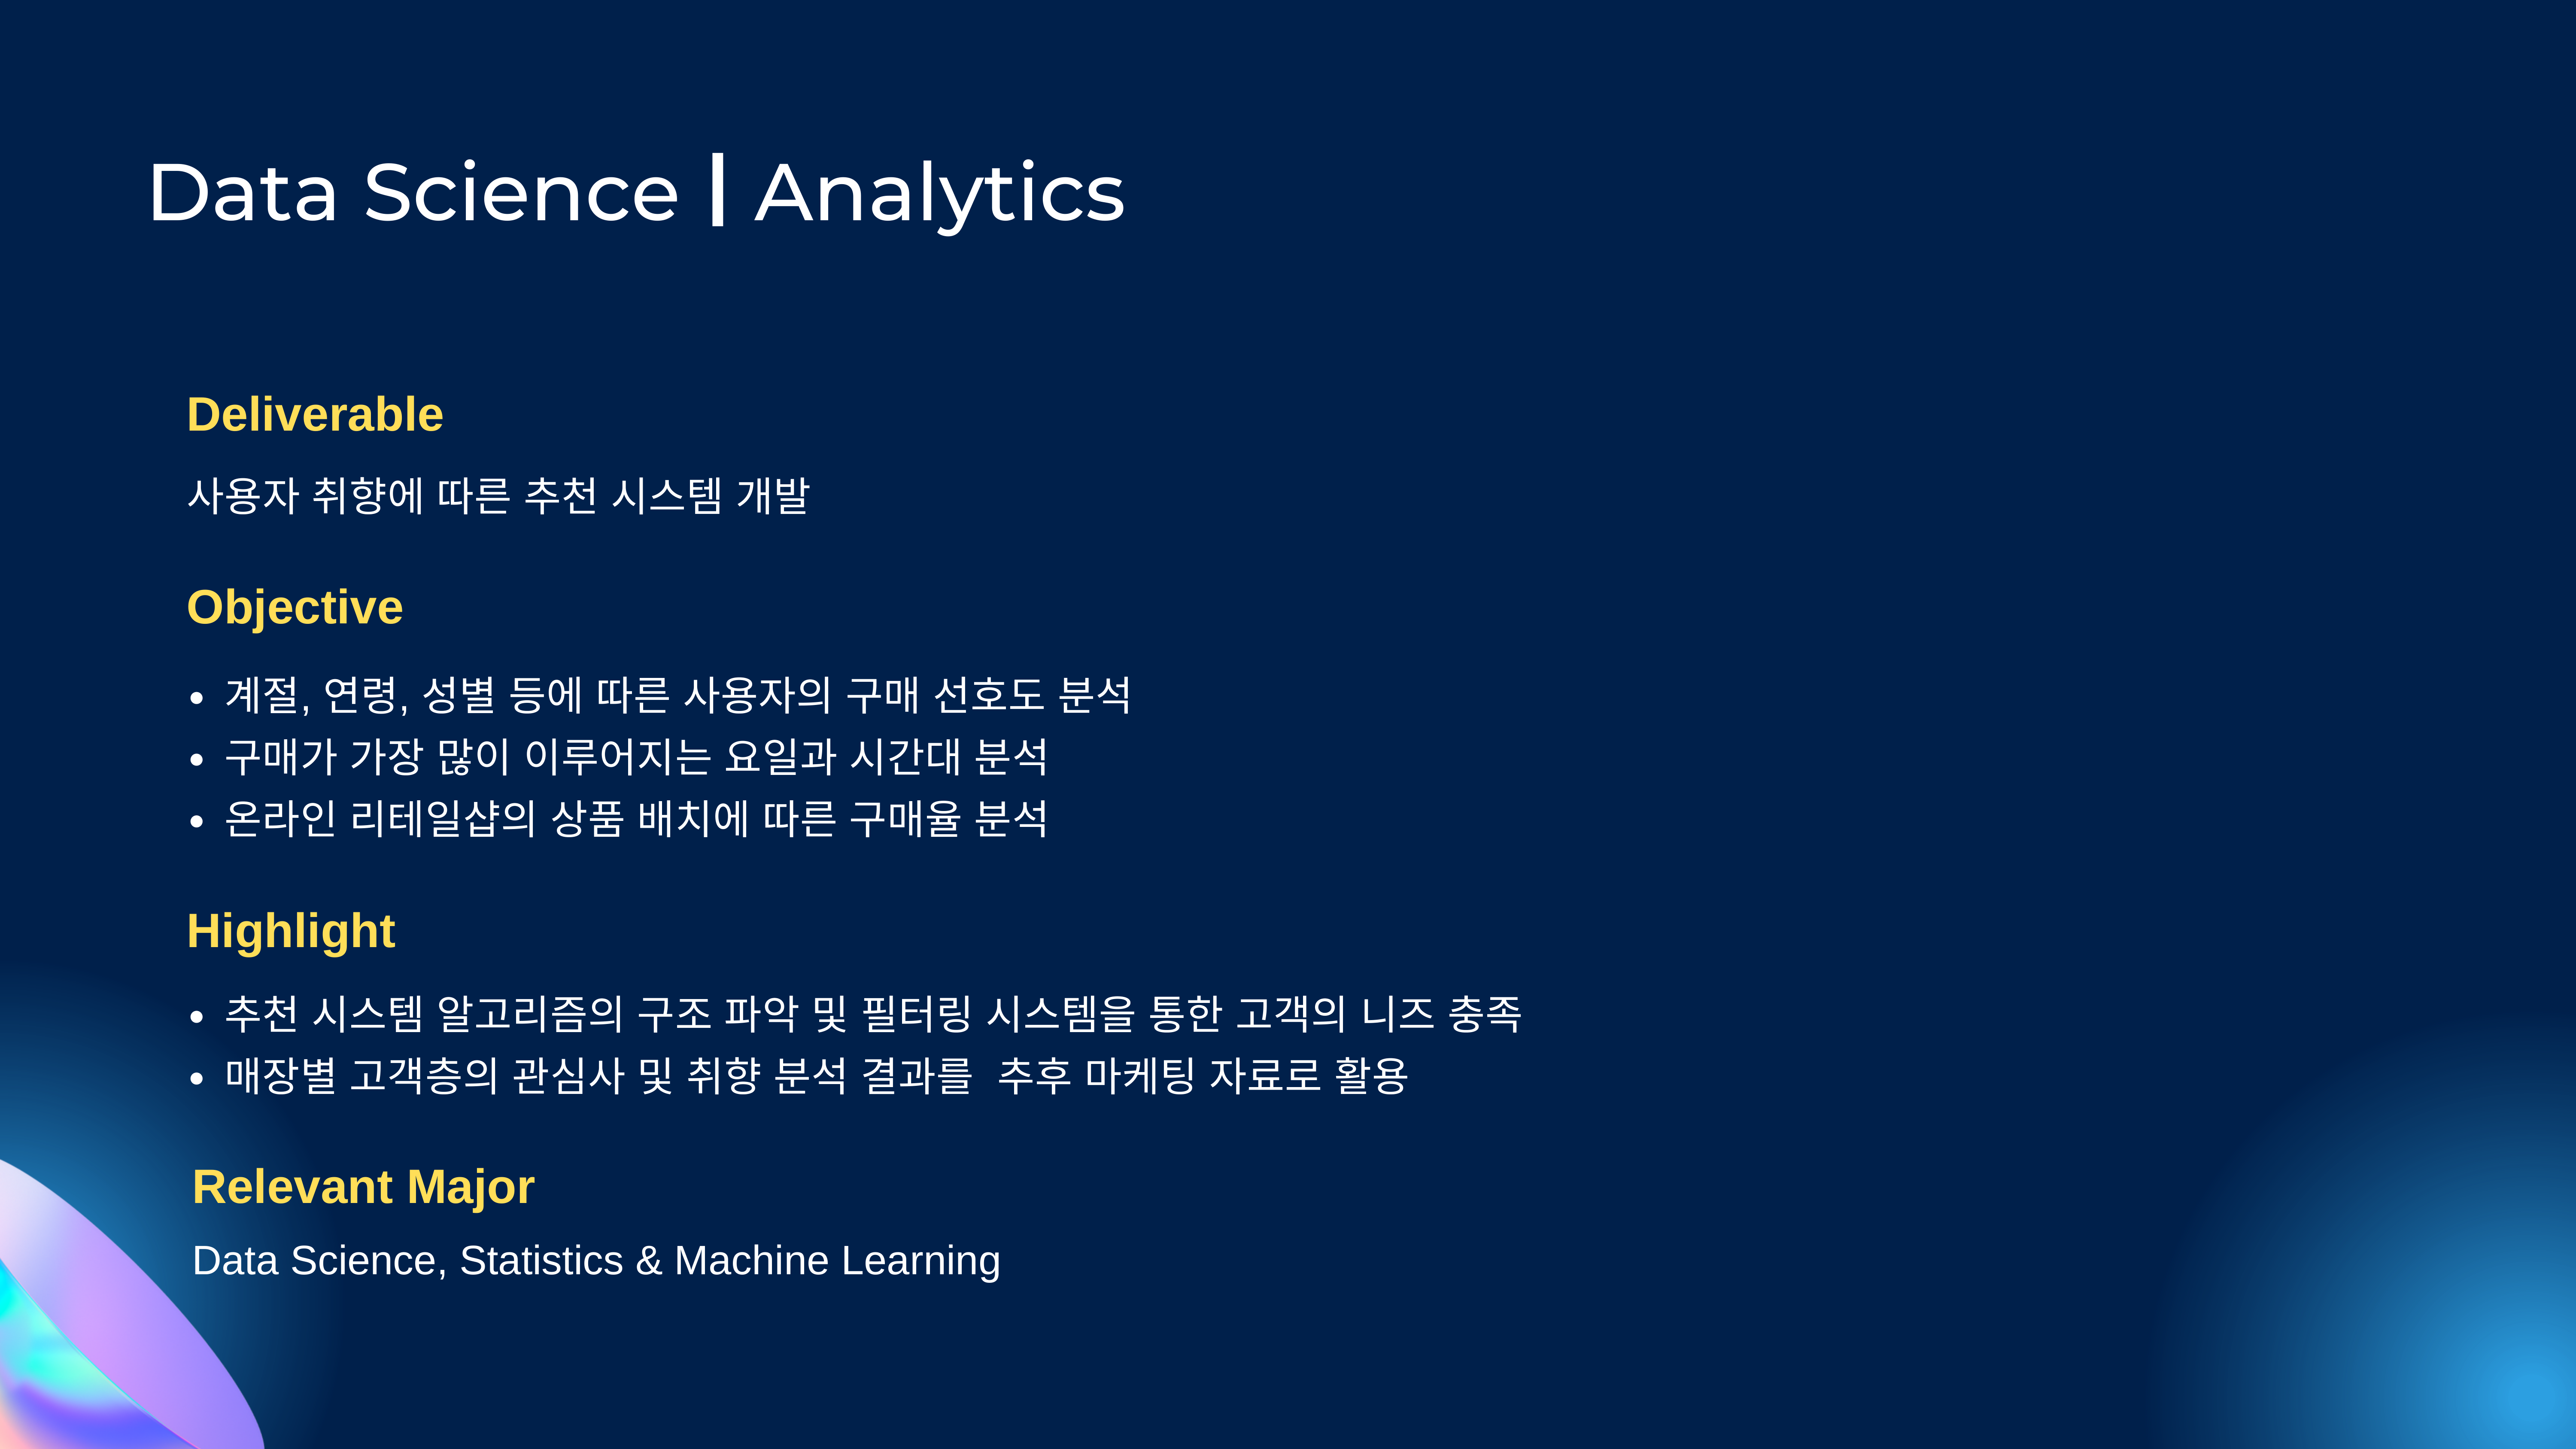 Data Science | Analytics
Deliverable
사용자 취향에 따른 추천 시스템 개발
Objective
• 계절, 연령, 성별 등에 따른 사용자의 구매 선호도 분석
• 구매가 가장 많이 이루어지는 요일과 시간대 분석
• 온라인 리테일샵의 상품 배치에 따른 구매율 분석
Highlight
• 추천 시스템 알고리즘의 구조 파악 및 필터링 시스템을 통한 고객의 니즈 충족
• 매장별 고객층의 관심사 및 취향 분석 결과를  추후 마케팅 자료로 활용
Relevant Major
Data Science, Statistics & Machine Learning